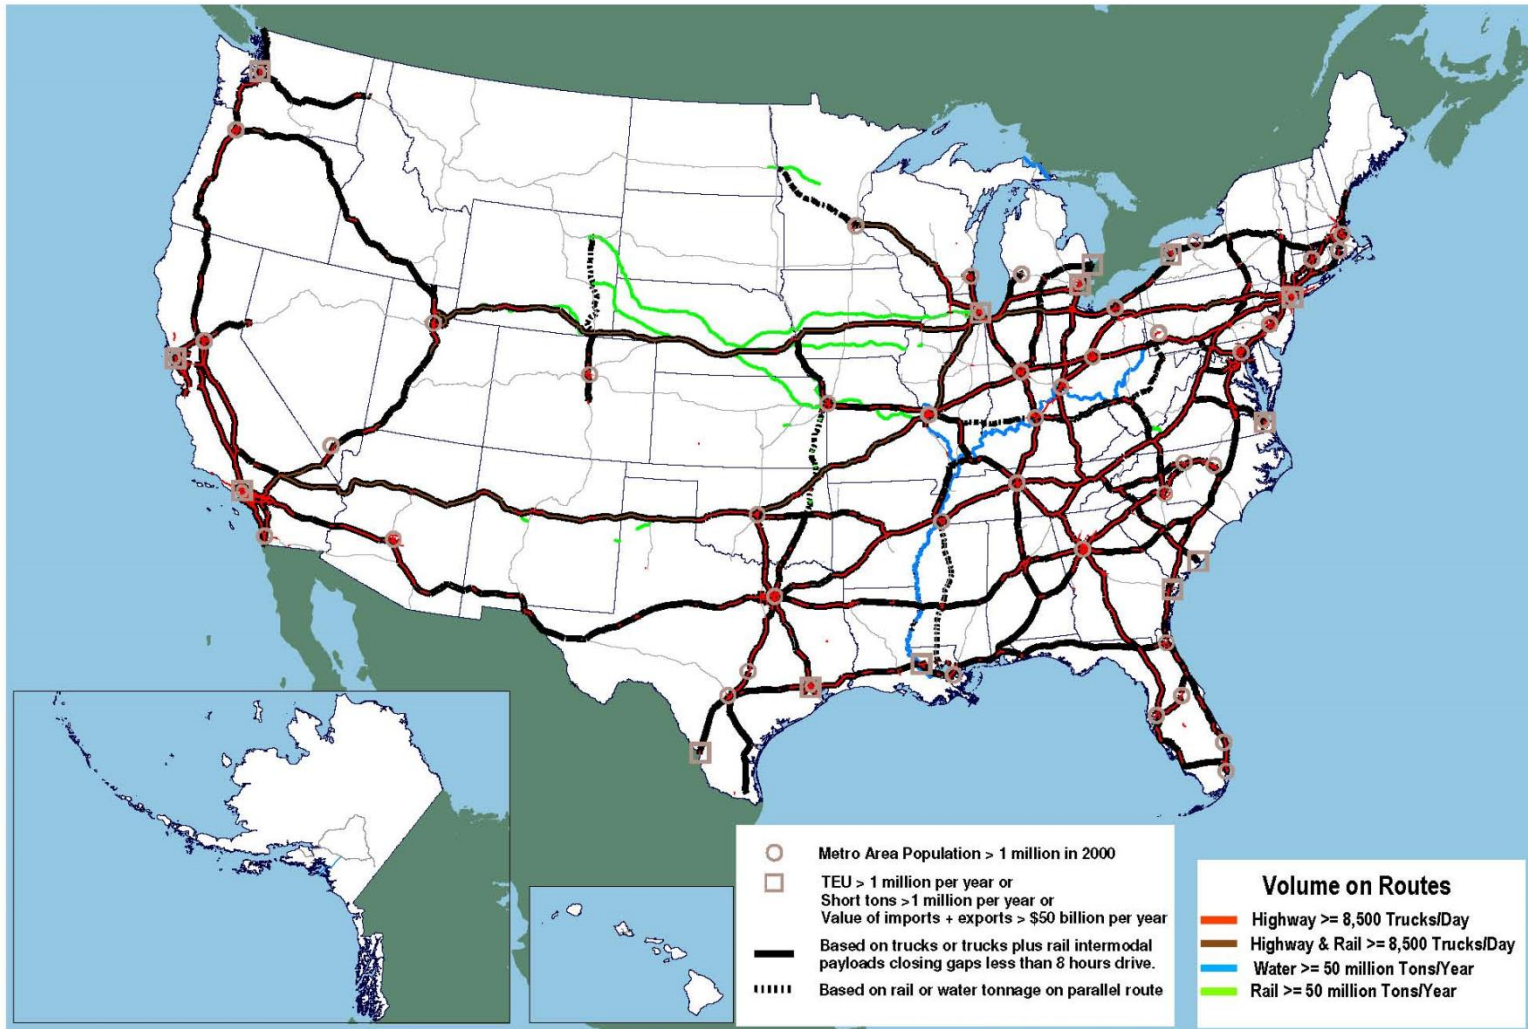 Metro Area Population > 1 million in 2000
TEU > 1 million per year or
Short tons >1 million per year or
Value of imports + exports > $50 billion per year
Based on trucks or trucks plus rail intermodal
payloads closing gaps less than 8 hours drive.
Based on rail or water tonnage on parallel route
Volume on Routes
Highway >= 8,500 Trucks/Day
Highway & Rail >= 8,500 Trucks/Day
Water >= 50 million Tons/Year
Rail >= 50 million Tons/Year